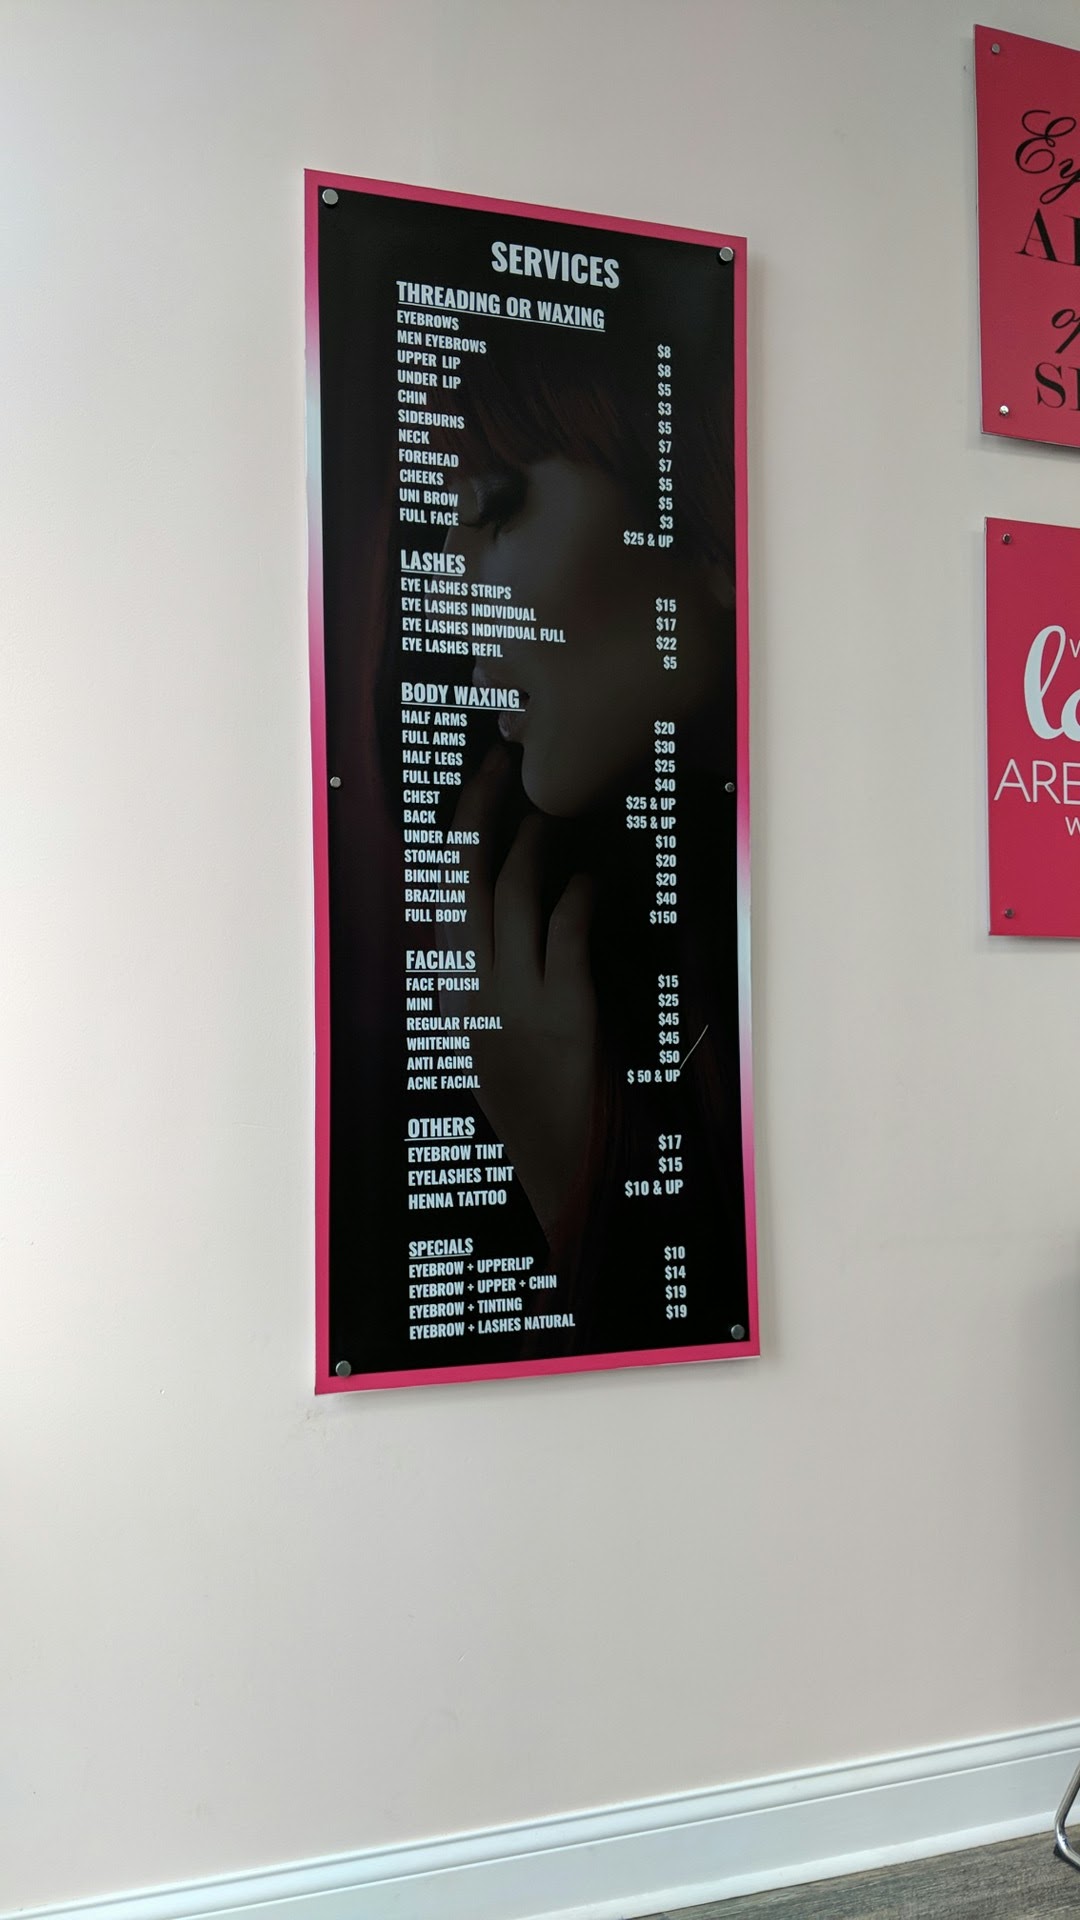 SERVICES
THREADING OR WAXING
EYEBROWS $8
MEN EYEBROWS $8
UPPER LIP $5
UNDER LIP $3
CHIN $5
SIDEBURNS $7
NECK $7
FOREHEAD $5
CHEEKS $5
UNI BROW $3
FULL FACE $25 & UP
LASHES
EYE LASHES STRIPS $15
EYE LASHES INDIVIDUAL $17
EYE LASHES INDIVIDUAL FULL $22
EYE LASHES REFIL $5
BODY WAXING
HALF ARMS $20
FULL ARMS $30
HALF LEGS $25
FULL LEGS $40
CHEST $25 & UP
BACK $35 & UP
UNDER ARMS $10
STOMACH $20
BIKINI LINE $20
BRAZILIAN $40
FULL BODY $150
FACIALS
FACE POLISH $15
MINI $25
REGULAR FACIAL $45
WHITENING $45
ANTI AGING $50
ACNE FACIAL $ 50 & UP
OTHERS
EYEBROW TINT $17
EYELASHES TINT $15
HENNA TATTOO $10 & UP
SPECIALS
EYEBROW + UPPERLIP $10
EYEBROW + UPPER + CHIN $14
EYEBROW + TINTING $19
EYEBROW + LASHES NATURAL $19
ARE